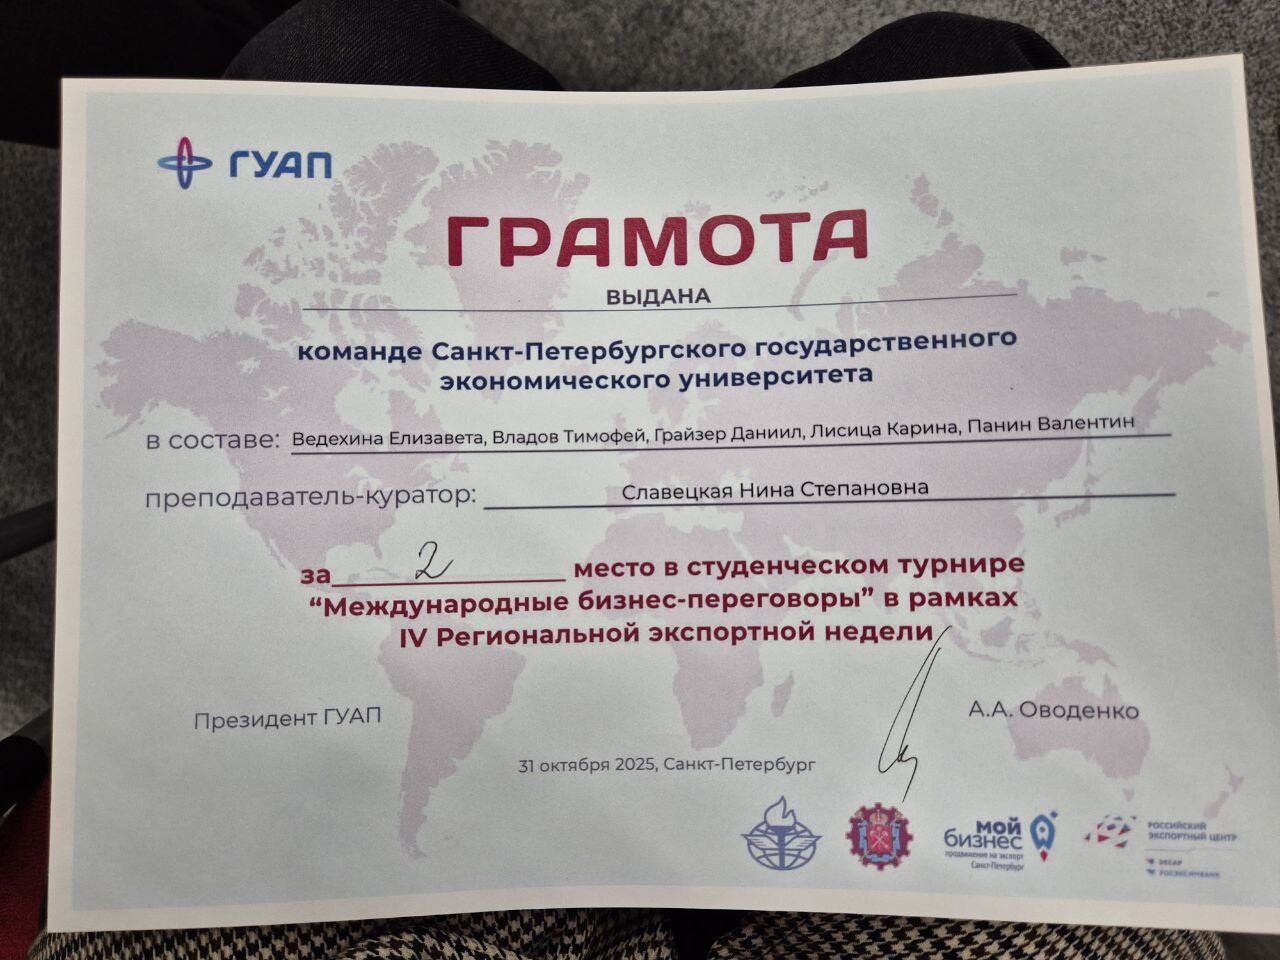 ГУАП
ГРАМОТА
ВЫДАНА
команде Санкт-Петербургского государственного
экономического университета
в составе: Ведехина Елизавета, Владов Тимофей, Грайзер Даниил, Лисица Карина, Панин Валентин
преподаватель-куратор: Славецкая Нина Степановна
за 2 место в студенческом турнире
“Международные бизнес-переговоры” в рамках
IV Региональной экспортной недели
Президент ГУАП
А.А. Оводенко
31 октября 2025, Санкт-Петербург
мой
бизнес
продвижение на экспорт
Санкт-Петербург
РОССИЙСКИЙ
ЭКСПОРТНЫЙ ЦЕНТР
ЭКСАР
РОСЭКСИМБАНК